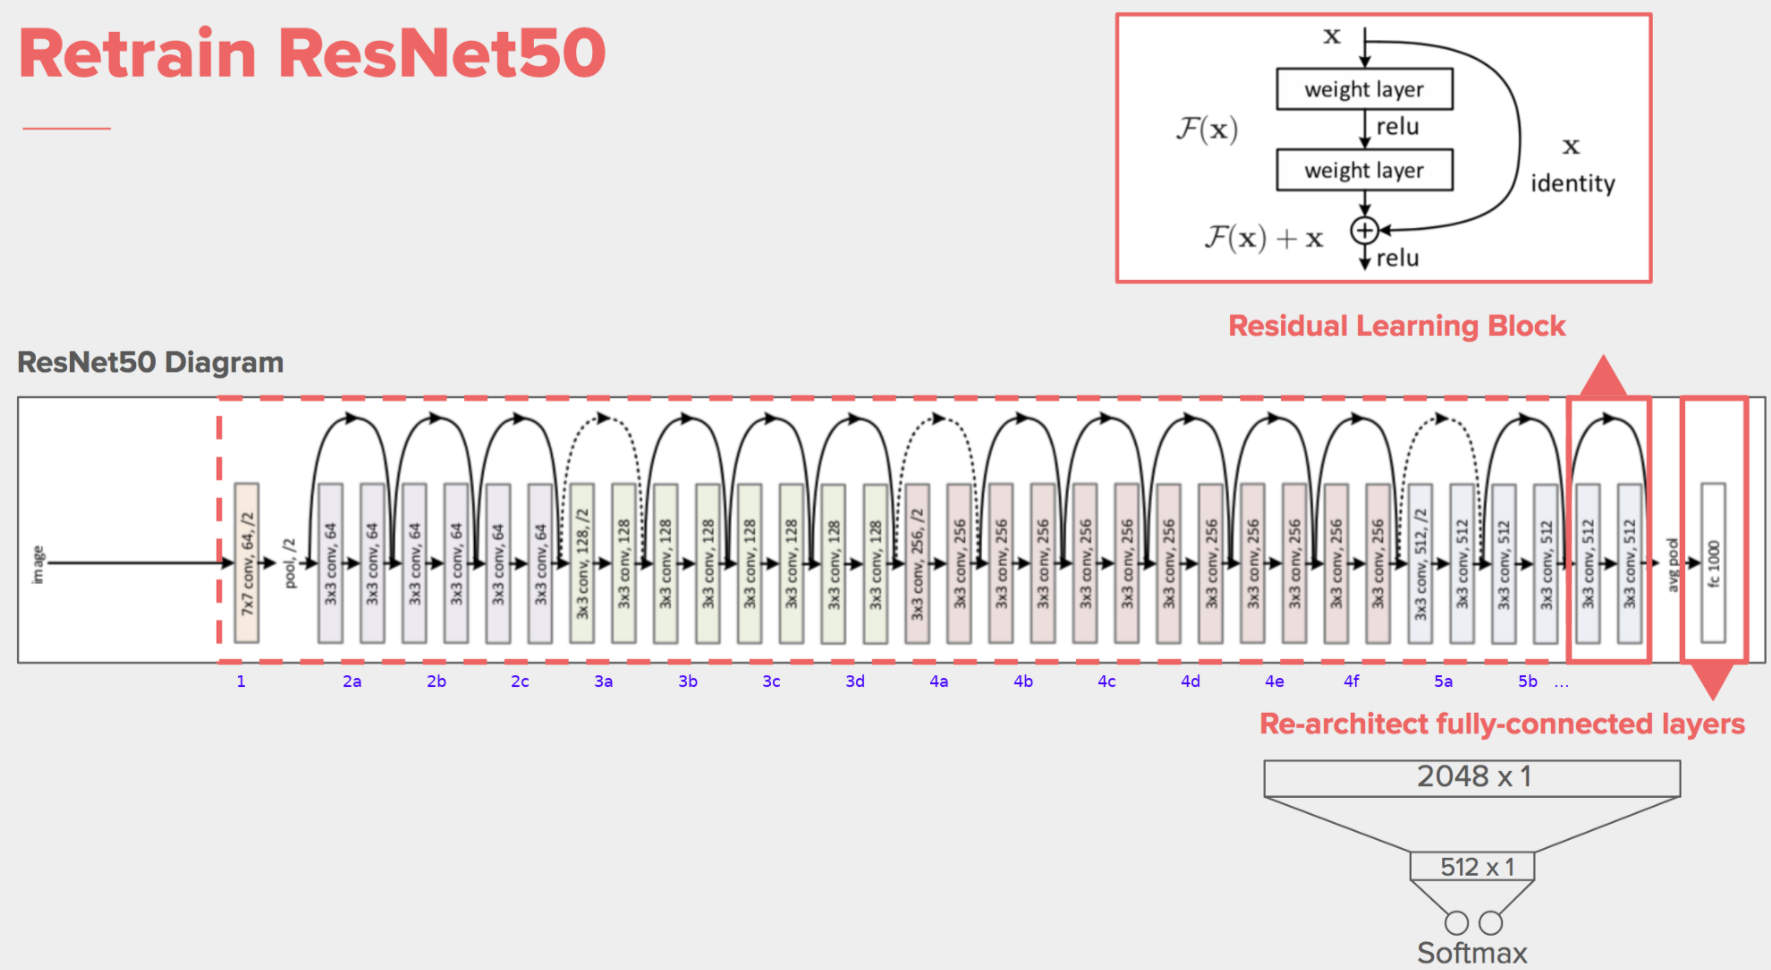 Retrain ResNet50
x
weight layer
F(x)
relu
weight layer
x
identity
F(x) + x
relu
Residual Learning Block
ResNet50 Diagram
image
7x7 conv, 64, /2
pool, /2
3x3 conv, 64
3x3 conv, 64
3x3 conv, 64
3x3 conv, 64
3x3 conv, 64
3x3 conv, 64
3x3 conv, 128, /2
3x3 conv, 128
3x3 conv, 128
3x3 conv, 128
3x3 conv, 128
3x3 conv, 128
3x3 conv, 128
3x3 conv, 128
3x3 conv, 256, /2
3x3 conv, 256
3x3 conv, 256
3x3 conv, 256
3x3 conv, 256
3x3 conv, 256
3x3 conv, 256
3x3 conv, 256
3x3 conv, 256
3x3 conv, 256
3x3 conv, 256
3x3 conv, 256
3x3 conv, 512, /2
3x3 conv, 512
3x3 conv, 512
3x3 conv, 512
3x3 conv, 512
3x3 conv, 512
avg pool
fc 1000
1 2a 2b 2c 3a 3b 3c 3d 4a 4b 4c 4d 4e 4f 5a 5b ...
Re-architect fully-connected layers
2048 x 1
512 x 1
Softmax